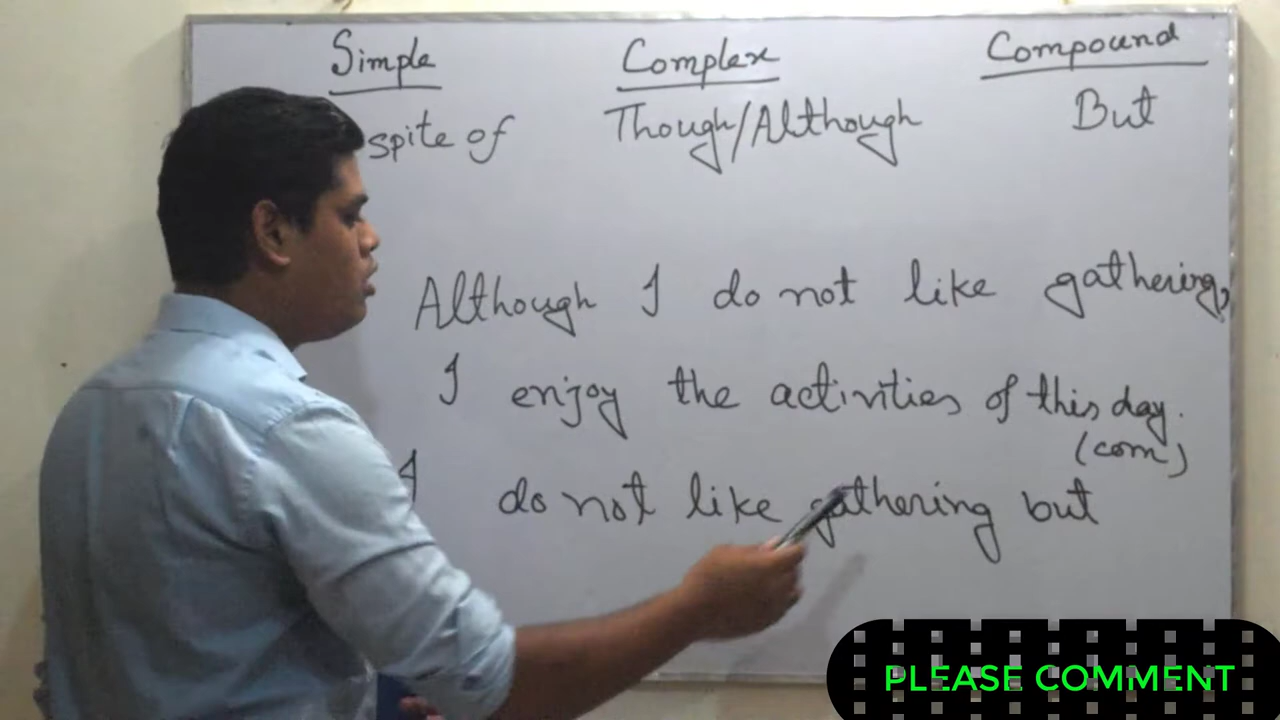 Simple Complex Compound
spite of Though/Although But
Although I do not like gathering,
I enjoy the activities of this day.
(com)
I do not like gathering but
PLEASE COMMENT